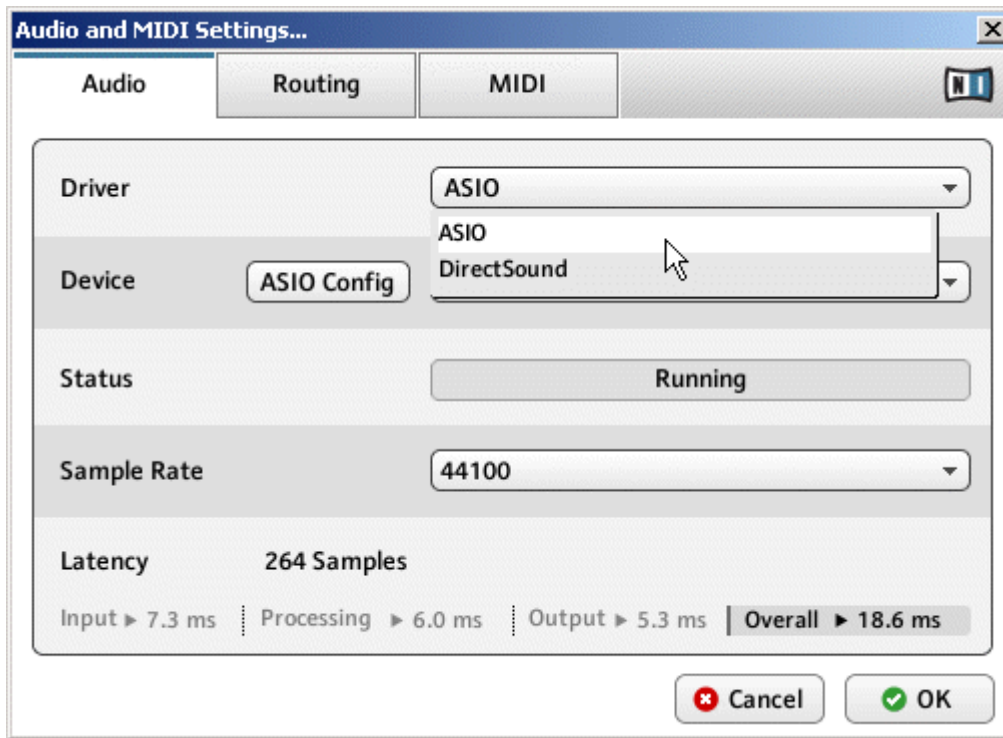 Audio and MIDI Settings...
Audio Routing MIDI
NI
Driver ASIO
ASIO
DirectSound
Device ASIO Config
Status Running
Sample Rate 44100
Latency 264 Samples
Input ▸ 7.3 ms Processing ▸ 6.0 ms Output ▸ 5.3 ms Overall ▸ 18.6 ms
Cancel OK